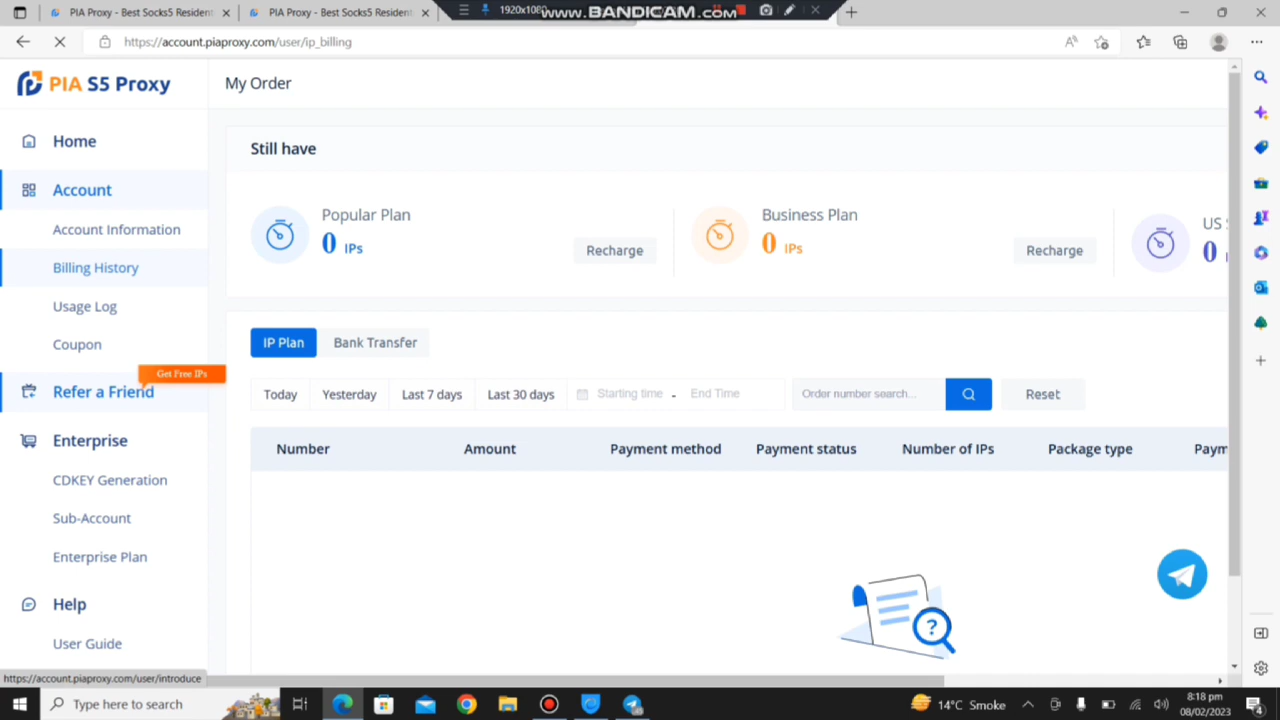 PIA Proxy - Best Socks5 Resident
PIA Proxy - Best Socks5 Resident
1920x1080
www.BANDICAM.com
https://account.piaproxy.com/user/ip_billing
PIA S5 Proxy
My Order
Home
Account
Account Information
Billing History
Usage Log
Coupon
Get Free IPs
Refer a Friend
Enterprise
CDKEY Generation
Sub-Account
Enterprise Plan
Help
User Guide
Still have
Popular Plan
0 IPs
Recharge
Business Plan
0 IPs
Recharge
US
0
IP Plan
Bank Transfer
Today
Yesterday
Last 7 days
Last 30 days
Starting time - End Time
Order number search...
Reset
Number
Amount
Payment method
Payment status
Number of IPs
Package type
Paym
?
https://account.piaproxy.com/user/introduce
Type here to search
14°C Smoke
8:18 pm
08/02/2023
4